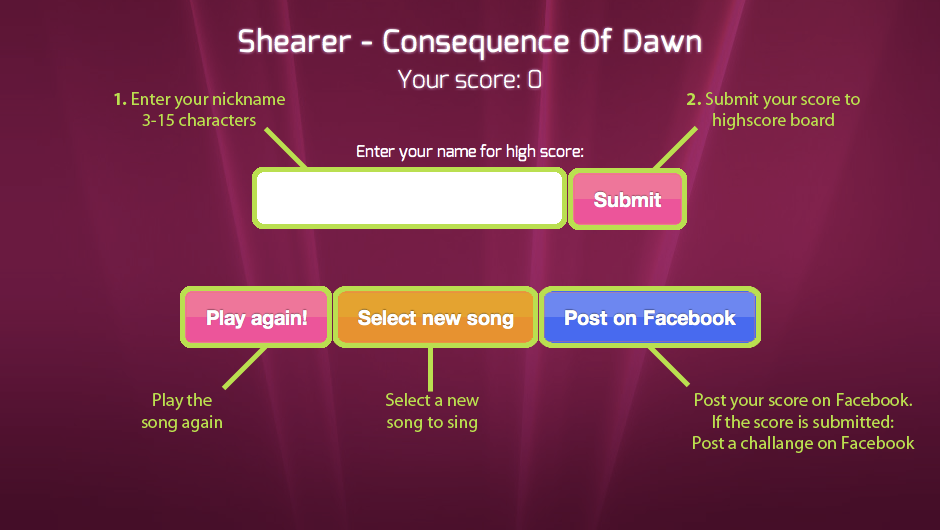 Shearer - Consequence Of Dawn
Your score: 0
1. Enter your nickname
3-15 characters
2. Submit your score to
highscore board
Enter your name for high score:
Submit
Play again!
Select new song
Post on Facebook
Play the
song again
Select a new
song to sing
Post your score on Facebook.
If the score is submitted:
Post a challange on Facebook